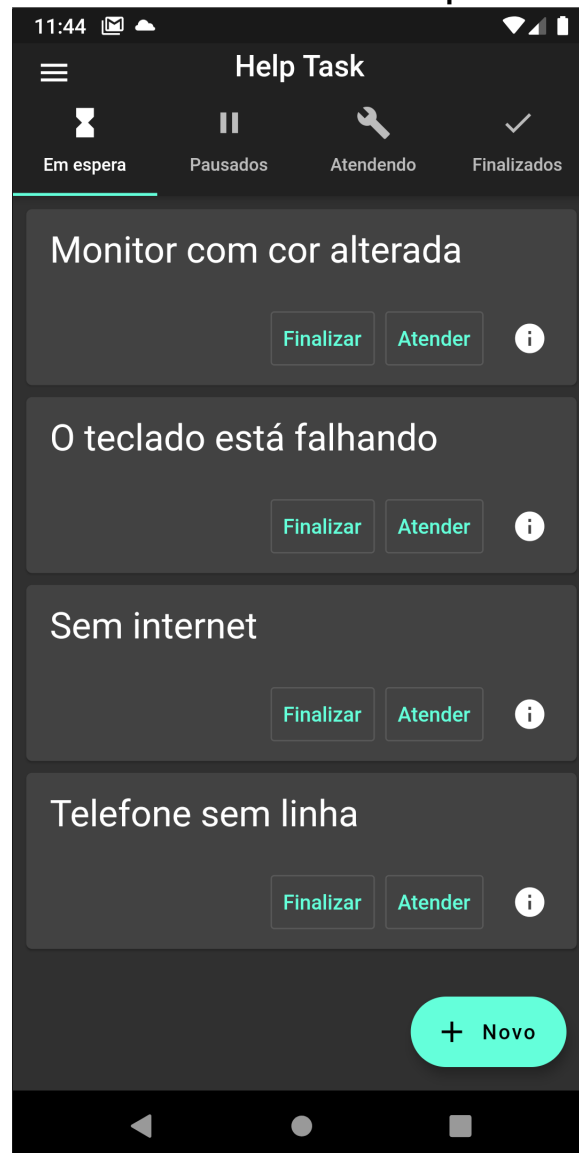 11:44
Help Task
Em espera Pausados Atendendo Finalizados
Monitor com cor alterada
Finalizar Atender
O teclado está falhando
Finalizar Atender
Sem internet
Finalizar Atender
Telefone sem linha
Finalizar Atender
+ Novo